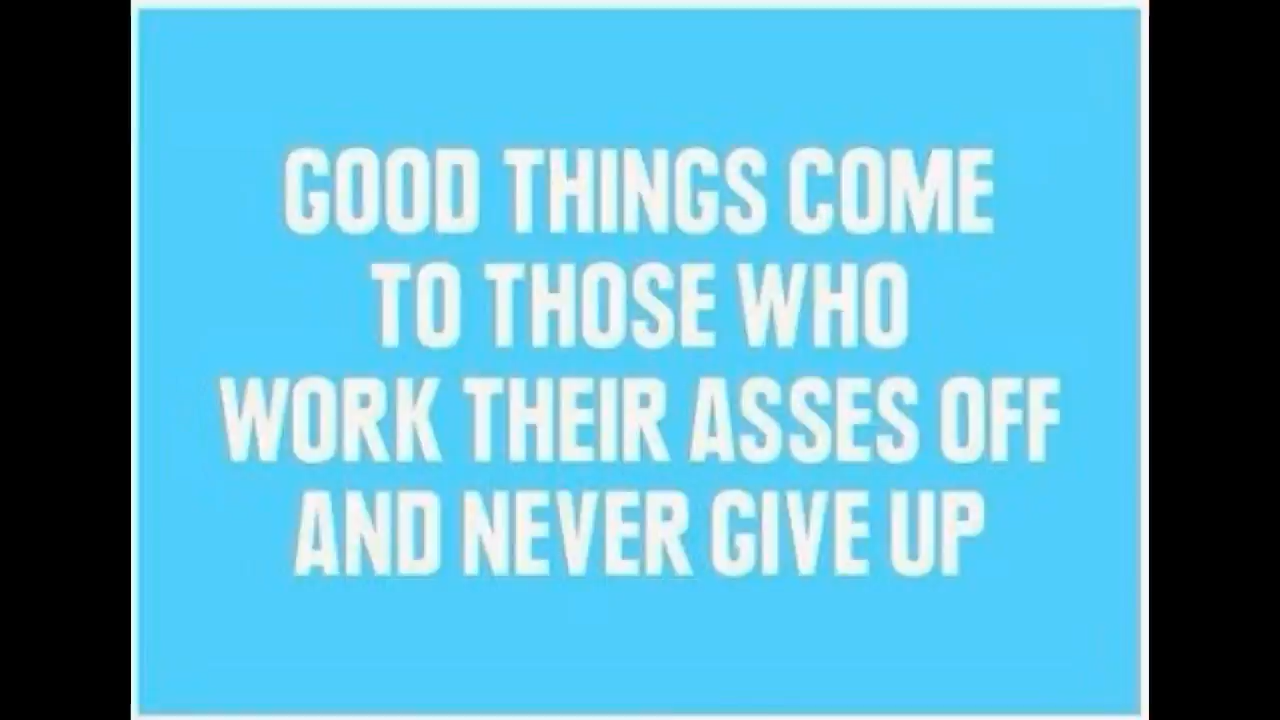 GOOD THINGS COME
TO THOSE WHO
WORK THEIR ASSES OFF
AND NEVER GIVE UP